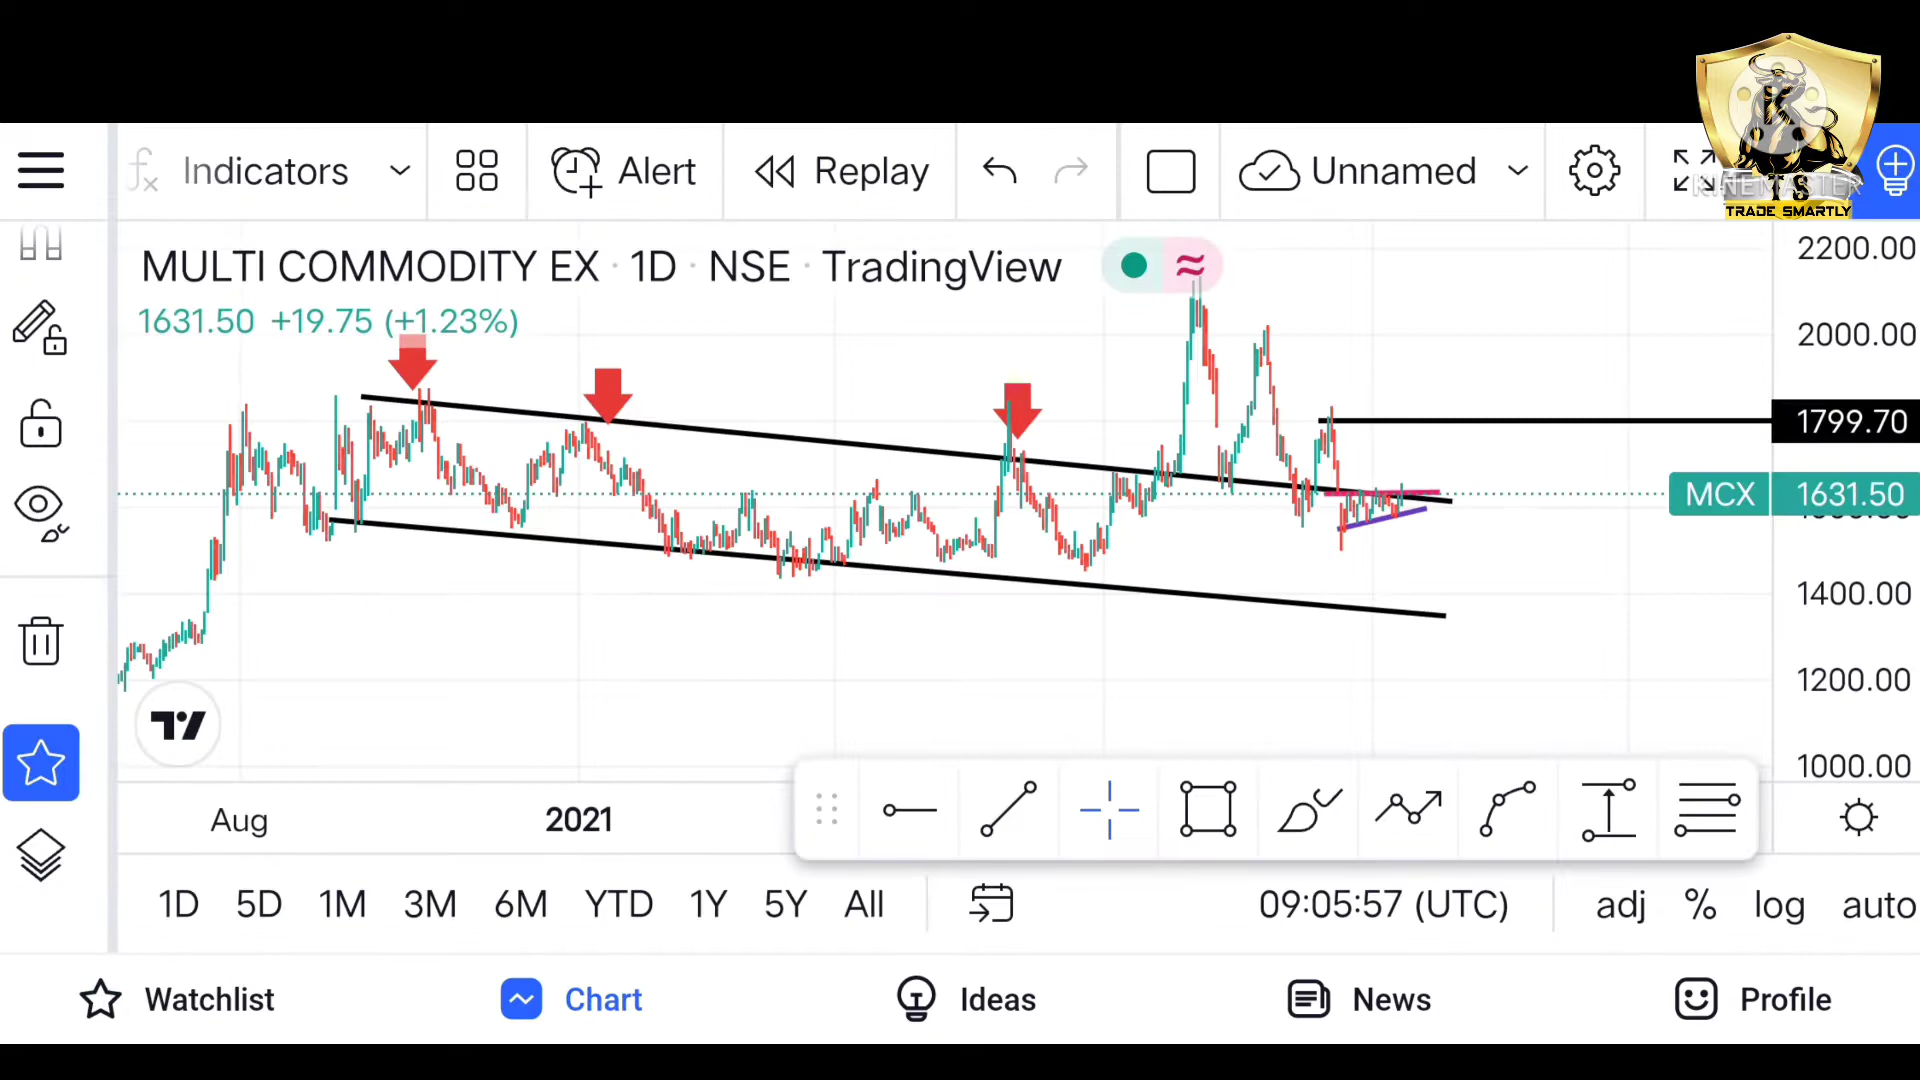 Indicators Alert Replay Unnamed
KINEMASTER
TS
TRADE SMARTLY
MULTI COMMODITY EX · 1D · NSE · TradingView
1631.50 +19.75 (+1.23%)
2200.00
2000.00
1799.70
MCX 1631.50
1400.00
1200.00
1000.00
Aug 2021
1D 5D 1M 3M 6M YTD 1Y 5Y All 09:05:57 (UTC) adj % log auto
Watchlist Chart Ideas News Profile